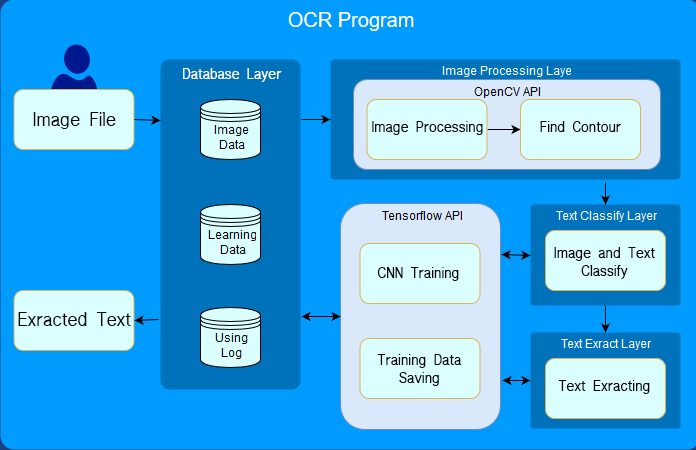 OCR Program
Image File
Database Layer
Image
Data
Learning
Data
Using
Log
Exracted Text
Image Processing Laye
OpenCV API
Image Processing
Find Contour
Tensorflow API
CNN Training
Training Data
Saving
Text Classify Layer
Image and Text
Classify
Text Exract Layer
Text Exracting